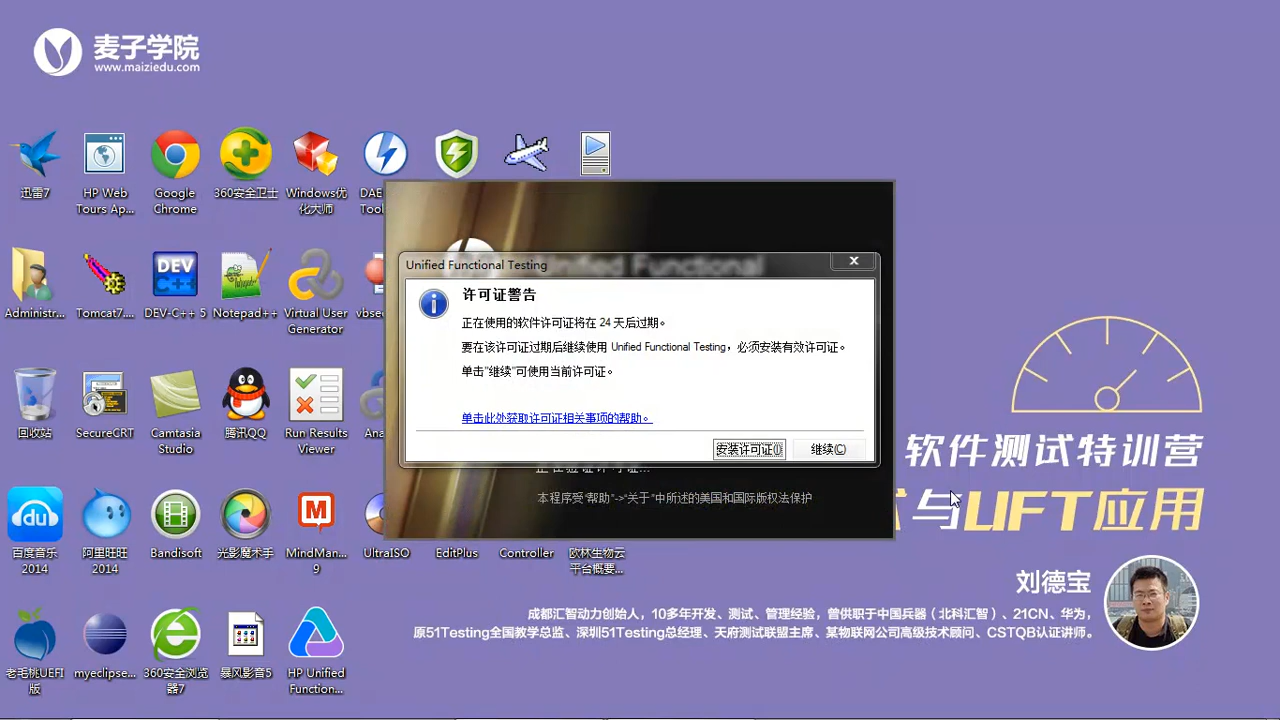 麦子学院
www.maiziedu.com
迅雷7
HP Web
Tours Ap...
Google
Chrome
360安全卫士
Windows优
化大师
DAE
Tool
Administr...
Tomcat7....
DEV-C++ 5
Notepad++
Virtual User
Generator
vbsec
回收站
SecureCRT
Camtasia
Studio
腾讯QQ
Run Results
Viewer
Ana
百度音乐
2014
阿里旺旺
2014
Bandisoft
光影魔术手
MindMan...
9
UltraISO
EditPlus
Controller
欧林生物云
平台概要...
老毛桃UEFI
版
myeclipse...
360安全浏览
器7
暴风影音5
HP Unified
Function...
Unified Functional
Unified Functional Testing
许可证警告
正在使用的软件许可证将在 24 天后过期。
要在该许可证过期后继续使用 Unified Functional Testing，必须安装有效许可证。
单击"继续"可使用当前许可证。
单击此处获取许可证相关事项的帮助。
安装许可证(I)
继续(C)
正在验证许可证...
本程序受"帮助"->"关于"中所述的美国和国际版权法保护
软件测试特训营
与UFT应用
刘德宝
成都汇智动力创始人，10多年开发、测试、管理经验，曾供职于中国兵器（北科汇智）、21CN、华为，
原51Testing全国教学总监、深圳51Testing总经理、天府测试联盟主席、某物联网公司高级技术顾问、CSTQB认证讲师。